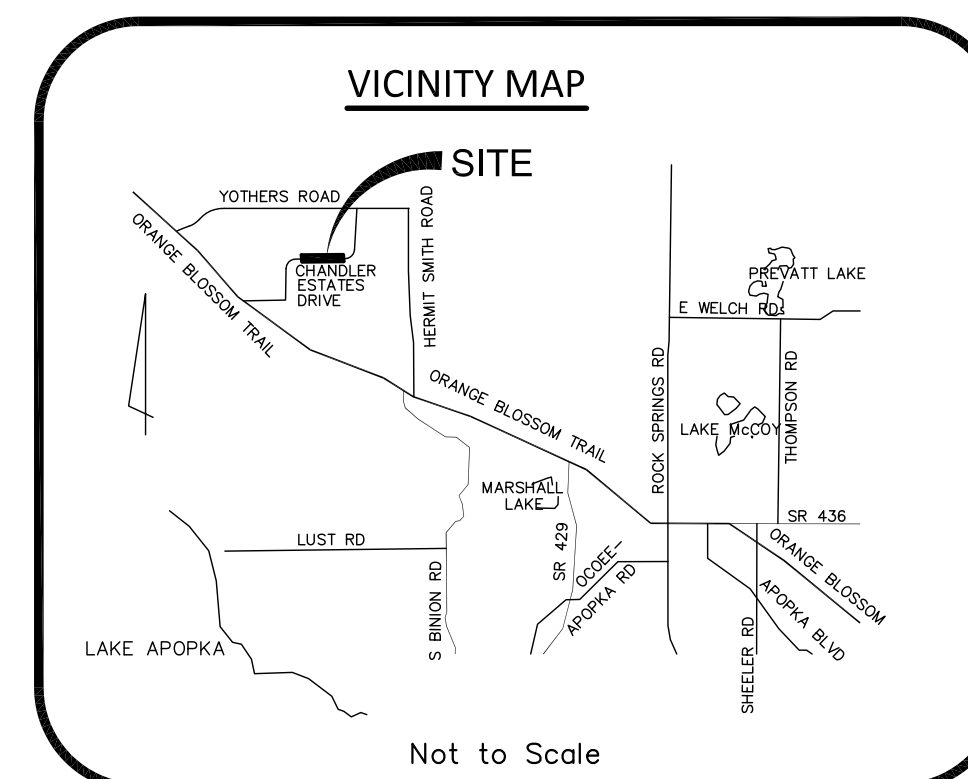 VICINITY MAP
SITE
YOTHERS ROAD
ORANGE BLOSSOM TRAIL
HERMIT SMITH ROAD
CHANDLER
ESTATES
DRIVE
PREVATT LAKE
E WELCH RD
ROCK SPRINGS RD
THOMPSON RD
ORANGE BLOSSOM TRAIL
LAKE McCOY
MARSHALL
LAKE
SR 436
LUST RD
SR 429
OCOEE-
APOPKA RD
ORANGE BLOSSOM
APOPKA BLVD
S BINION RD
SHEELER RD
LAKE APOPKA
Not to Scale